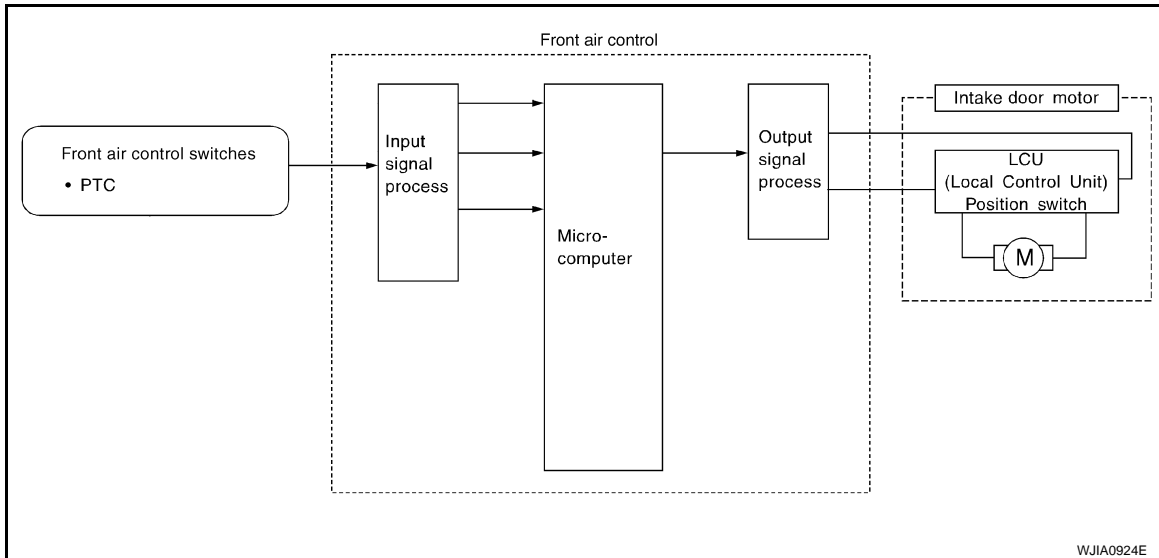 Front air control
Front air control switches
• PTC
Input
signal
process
Micro-
computer
Output
signal
process
Intake door motor
LCU
(Local Control Unit)
Position switch
M
WJIA0924E